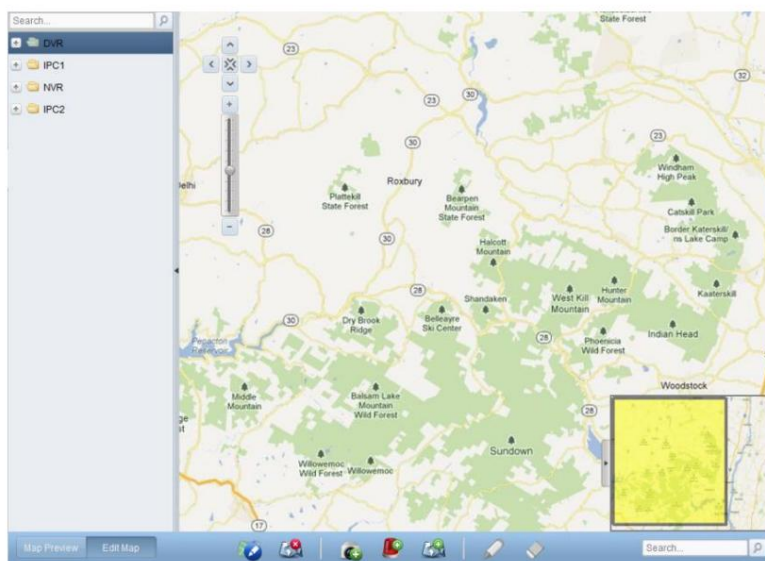 Search...
DVR
IPC1
NVR
IPC2
State Forest
23
32
30
23
30
23
Windham
High Peak
elhi
Plattekill
State Forest
Roxbury
Bearpen
Mountain
State Forest
Catskill Park
28
30
Halcott
Mountain
Border Katerskill/
ns Lake Camp
28
Shandaken
West Kill
Mountain
Hunter
Mountain
Kaaterskill
30
Dry Brook
Ridge
Belleayre
Ski Center
28
Phoenicia
Wild Forest
Indian Head
Pepacton
Reservoir
Middle
Mountain
Balsam Lake
Mountain
Wild Forest
Woodstock
28
Sundown
Willowemoc
Wild Forest
Willowemoc
17
Map Preview
Edit Map
Search...